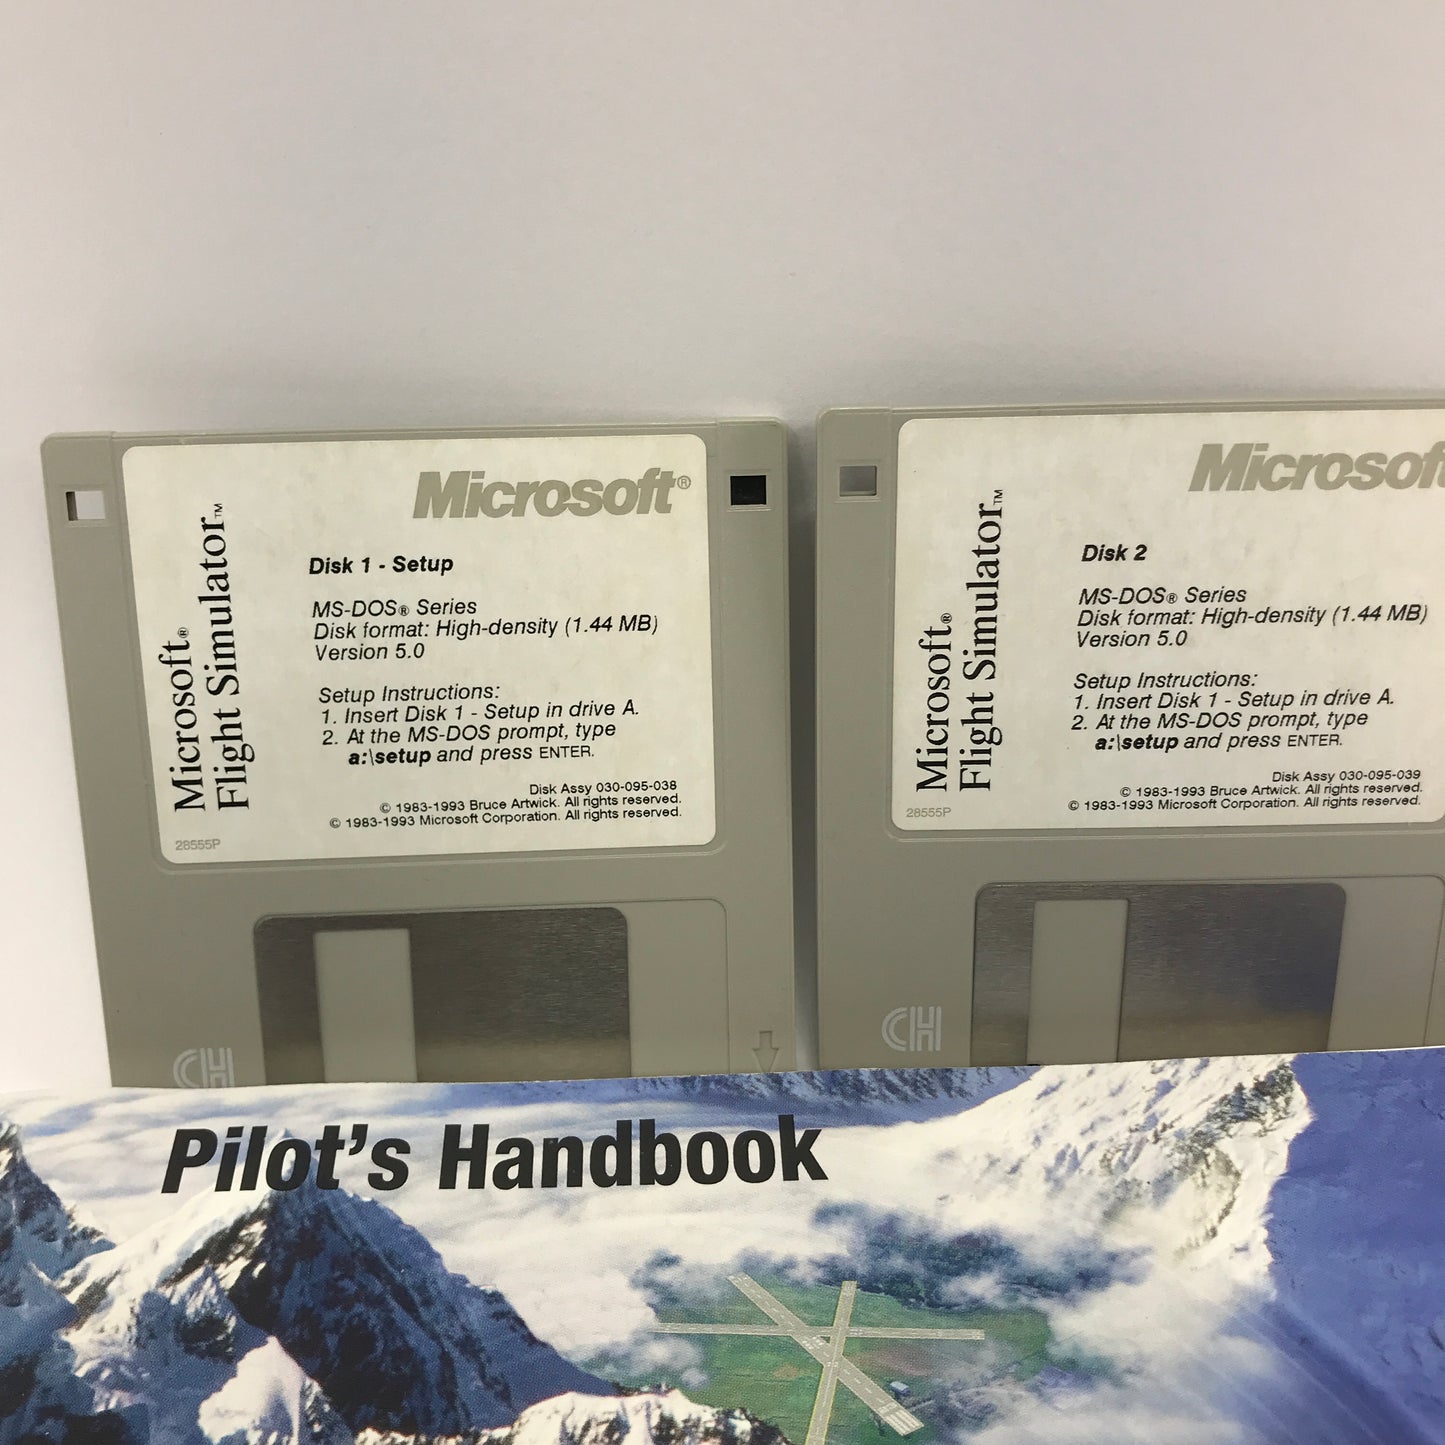 Microsoft®
Microsoft®
Flight Simulator™
Disk 1 - Setup
MS-DOS® Series
Disk format: High-density (1.44 MB)
Version 5.0
Setup Instructions:
1. Insert Disk 1 - Setup in drive A.
2. At the MS-DOS prompt, type
a:\setup and press ENTER.
Disk Assy 030-095-038
© 1983-1993 Bruce Artwick. All rights reserved.
© 1983-1993 Microsoft Corporation. All rights reserved.
28555P
CH
Microsoft
Microsoft®
Flight Simulator™
Disk 2
MS-DOS® Series
Disk format: High-density (1.44 MB)
Version 5.0
Setup Instructions:
1. Insert Disk 1 - Setup in drive A.
2. At the MS-DOS prompt, type
a:\setup and press ENTER.
Disk Assy 030-095-039
© 1983-1993 Bruce Artwick. All rights reserved.
© 1983-1993 Microsoft Corporation. All rights reserved.
28555P
CH
Pilot's Handbook